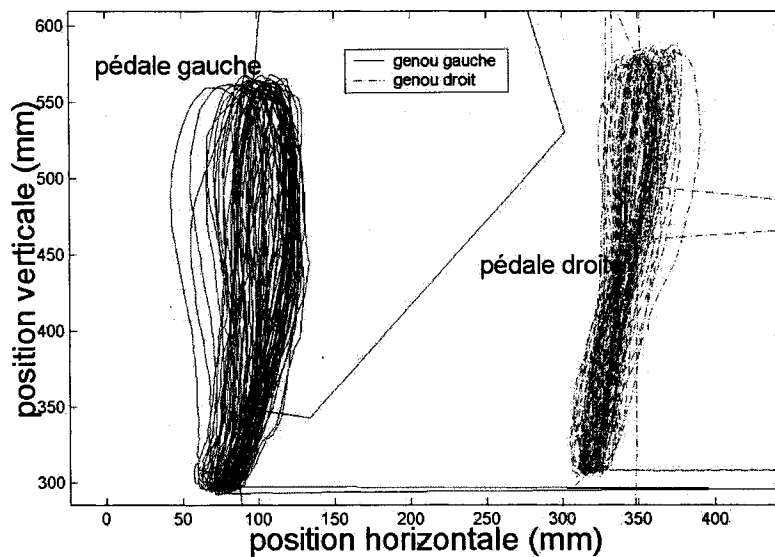 600
550
500
450
400
350
300
position verticale (mm)
pédale gauche
genou gauche
genou droit
pédale droite
0
50
100
150
200
250
300
350
400
position horizontale (mm)